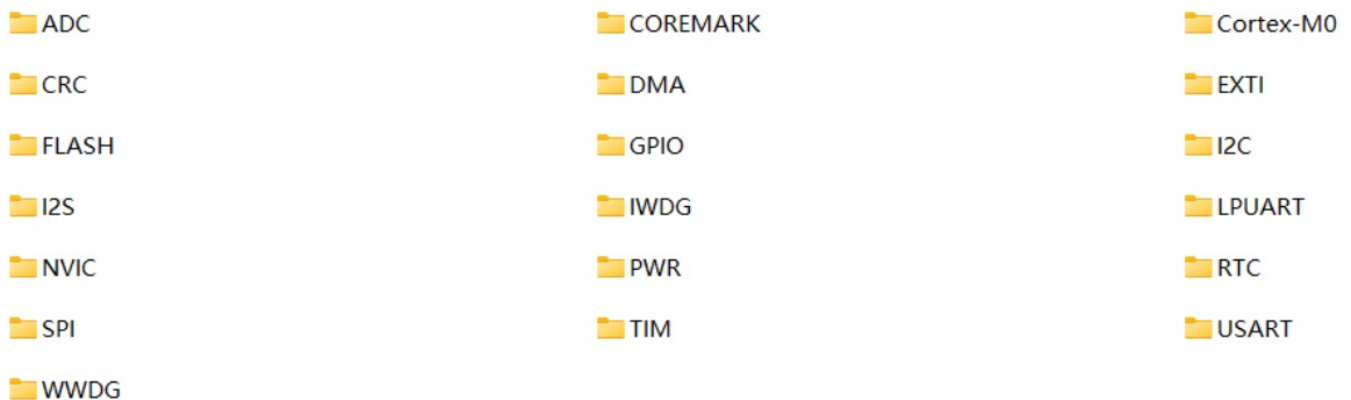 ADC COREMARK Cortex-M0
CRC DMA EXTI
FLASH GPIO I2C
I2S IWDG LPUART
NVIC PWR RTC
SPI TIM USART
WWDG